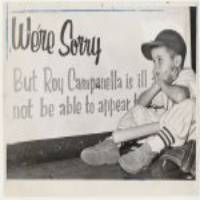 We're Sorry
But Roy Campanella is ill
not be able to appear